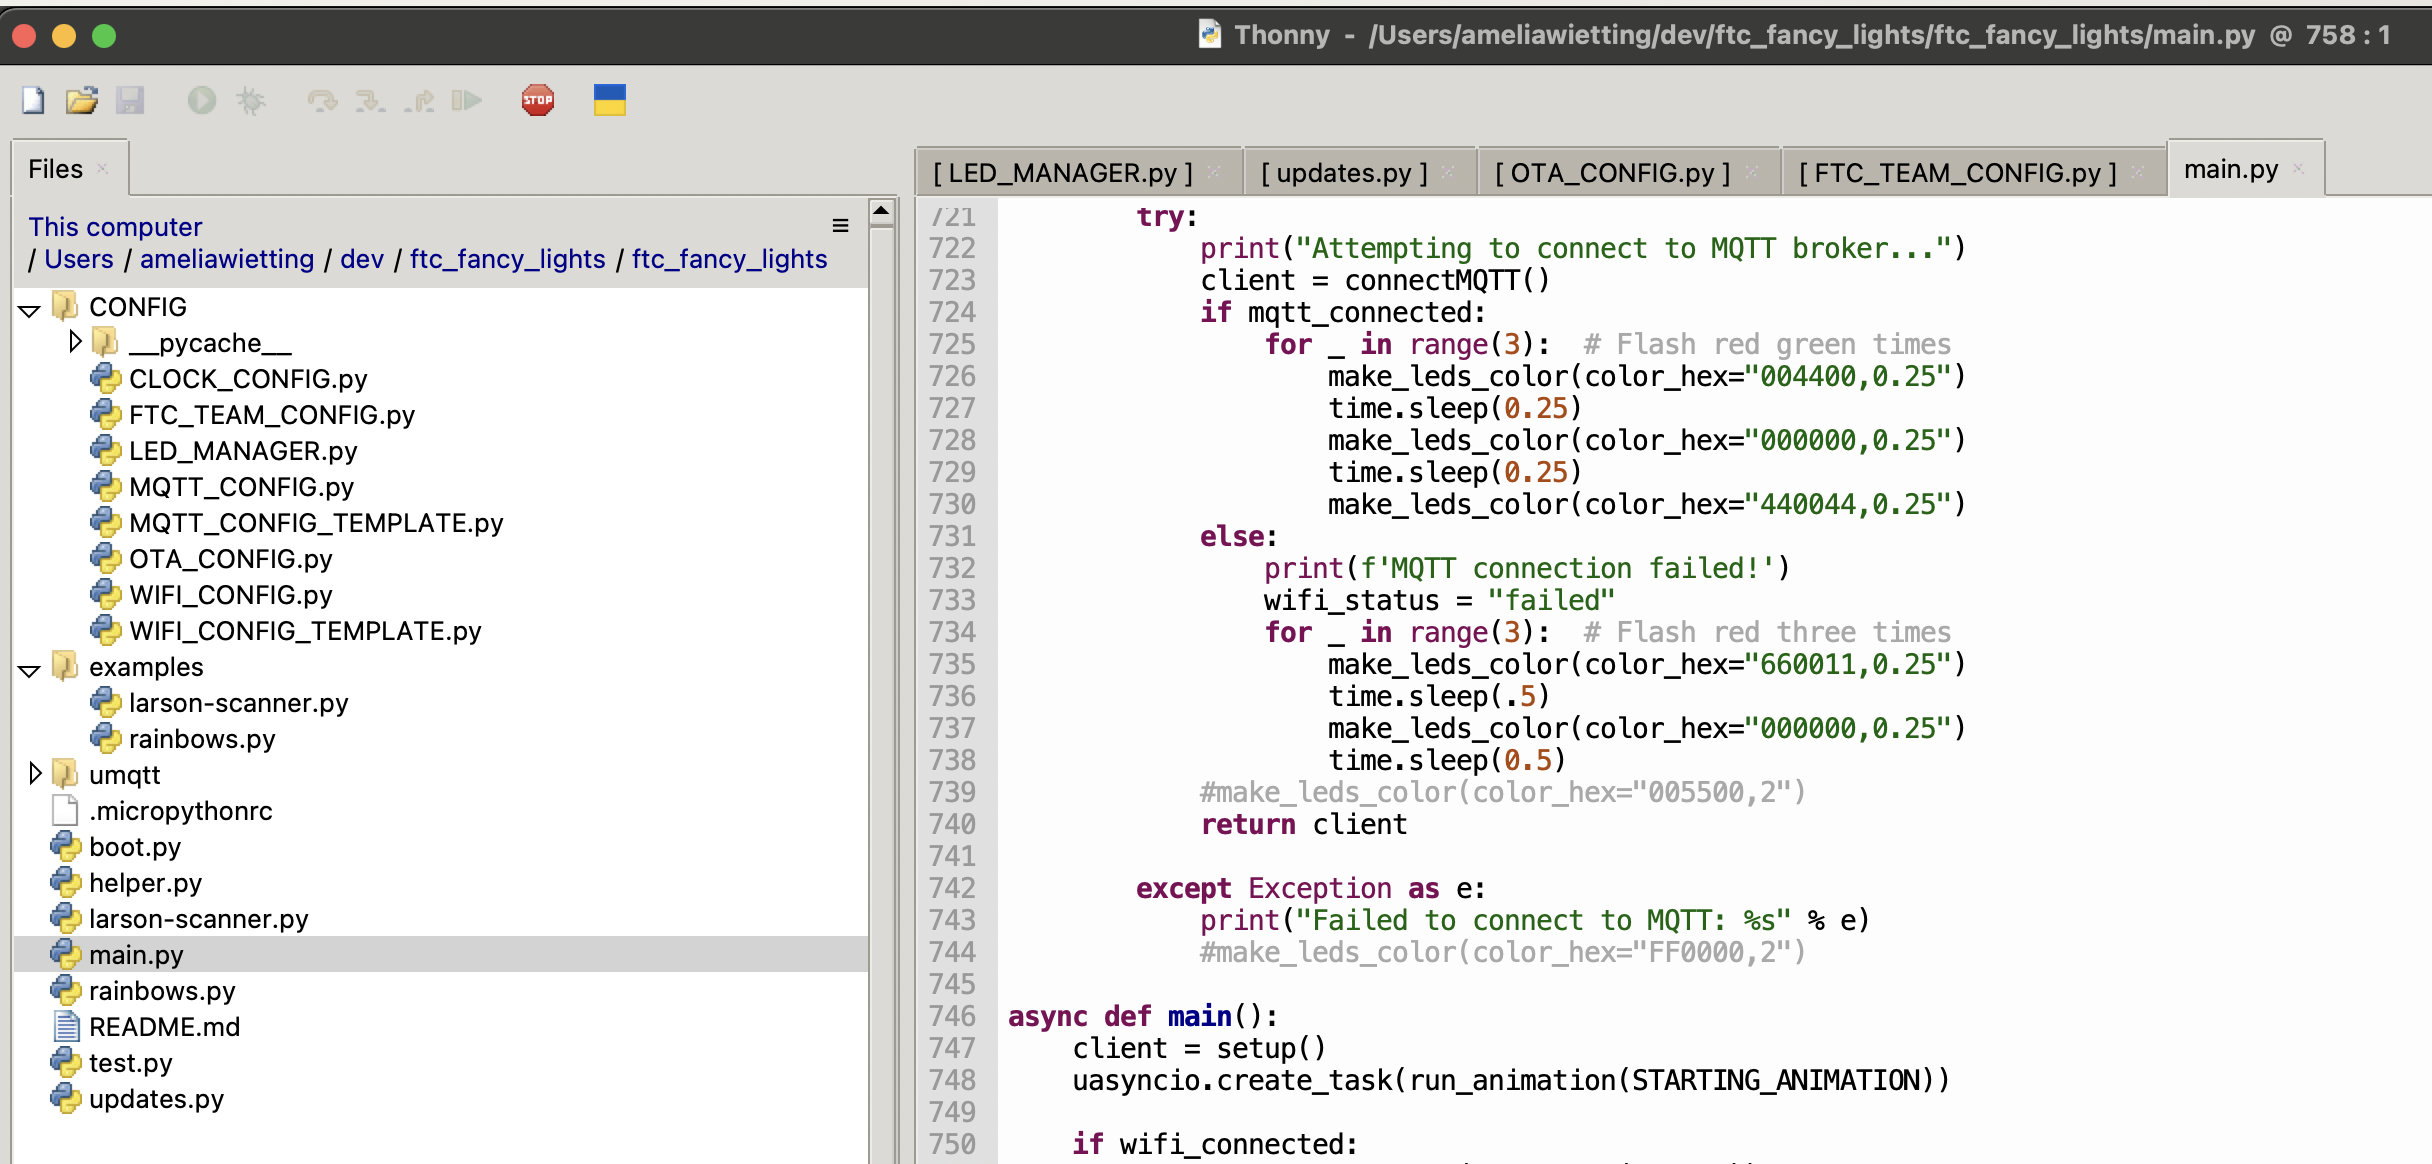 Thonny - /Users/ameliawietting/dev/ftc_fancy_lights/ftc_fancy_lights/main.py @ 758 : 1
STOP
Files
This computer
/ Users / ameliawietting / dev / ftc_fancy_lights / ftc_fancy_lights
CONFIG
__pycache__
CLOCK_CONFIG.py
FTC_TEAM_CONFIG.py
LED_MANAGER.py
MQTT_CONFIG.py
MQTT_CONFIG_TEMPLATE.py
OTA_CONFIG.py
WIFI_CONFIG.py
WIFI_CONFIG_TEMPLATE.py
examples
larson-scanner.py
rainbows.py
umqtt
.micropythonrc
boot.py
helper.py
larson-scanner.py
main.py
rainbows.py
README.md
test.py
updates.py
[ LED_MANAGER.py ] [ updates.py ] [ OTA_CONFIG.py ] [ FTC_TEAM_CONFIG.py ] main.py
721         try:
722             print("Attempting to connect to MQTT broker...")
723             client = connectMQTT()
724             if mqtt_connected:
725                 for _ in range(3):  # Flash red green times
726                     make_leds_color(color_hex="004400,0.25")
727                     time.sleep(0.25)
728                     make_leds_color(color_hex="000000,0.25")
729                     time.sleep(0.25)
730                     make_leds_color(color_hex="440044,0.25")
731             else:
732                 print(f'MQTT connection failed!')
733                 wifi_status = "failed"
734                 for _ in range(3):  # Flash red three times
735                     make_leds_color(color_hex="660011,0.25")
736                     time.sleep(.5)
737                     make_leds_color(color_hex="000000,0.25")
738                     time.sleep(0.5)
739             #make_leds_color(color_hex="005500,2")
740             return client
741
742         except Exception as e:
743             print("Failed to connect to MQTT: %s" % e)
744             #make_leds_color(color_hex="FF0000,2")
745
746 async def main():
747     client = setup()
748     uasyncio.create_task(run_animation(STARTING_ANIMATION))
749
750     if wifi_connected: